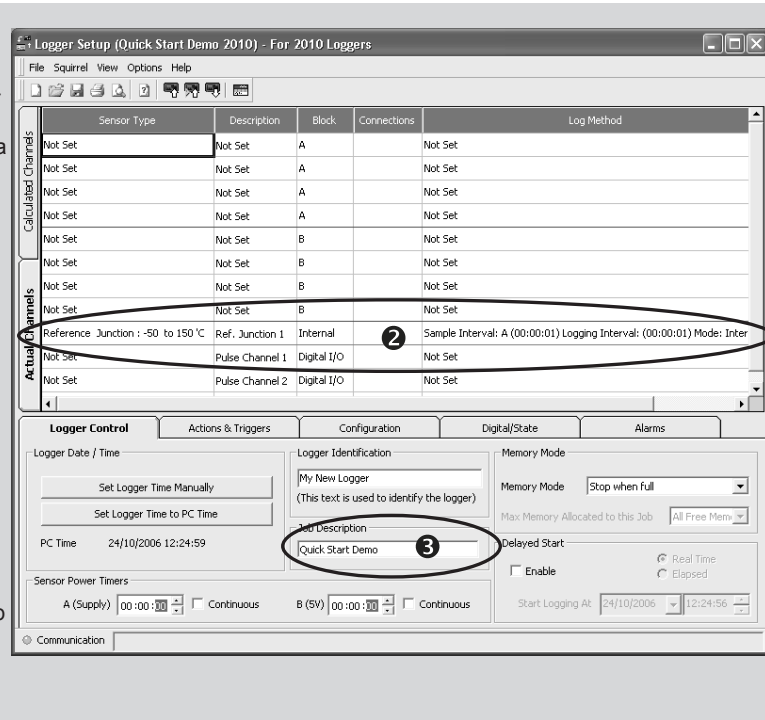 Logger Setup (Quick Start Demo 2010) - For 2010 Loggers
File Squirrel View Options Help
Sensor Type Description Block Connections Log Method
a
Calculated Channels
Actual Channels
Not Set Not Set A Not Set
Not Set Not Set A Not Set
Not Set Not Set A Not Set
Not Set Not Set A Not Set
Not Set Not Set B Not Set
Not Set Not Set B Not Set
Not Set Not Set B Not Set
Not Set Not Set B Not Set
Reference Junction : -50 to 150 'C Ref. Junction 1 Internal ❷ Sample Interval: A (00:00:01) Logging Interval: (00:00:01) Mode: Inter
Not Set Pulse Channel 1 Digital I/O Not Set
Not Set Pulse Channel 2 Digital I/O Not Set
Logger Control Actions & Triggers Configuration Digital/State Alarms
Logger Date / Time
Set Logger Time Manually
Set Logger Time to PC Time
PC Time 24/10/2006 12:24:59
Logger Identification
My New Logger
(This text is used to identify the logger)
Job Description
Quick Start Demo ❸
Memory Mode
Memory Mode Stop when full
Max Memory Allocated to this Job All Free Mem
Delayed Start
Enable
Real Time
Elapsed
Start Logging At 24/10/2006 12:24:56
Sensor Power Timers
A (Supply) 00:00:00 Continuous B (5V) 00:00:00 Continuous
o
Communication